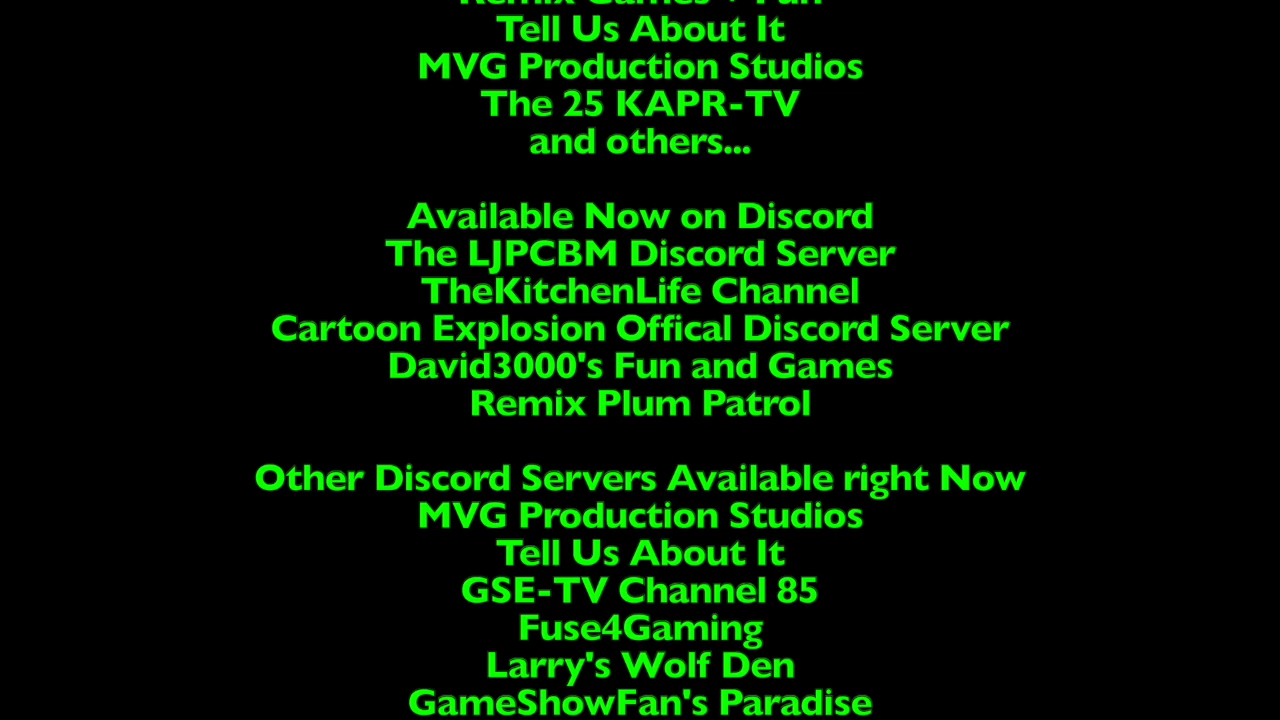 Remix Games + Fun
Tell Us About It
MVG Production Studios
The 25 KAPR-TV
and others...
Available Now on Discord
The LJPCBM Discord Server
TheKitchenLife Channel
Cartoon Explosion Offical Discord Server
David3000's Fun and Games
Remix Plum Patrol
Other Discord Servers Available right Now
MVG Production Studios
Tell Us About It
GSE-TV Channel 85
Fuse4Gaming
Larry's Wolf Den
GameShowFan's Paradise